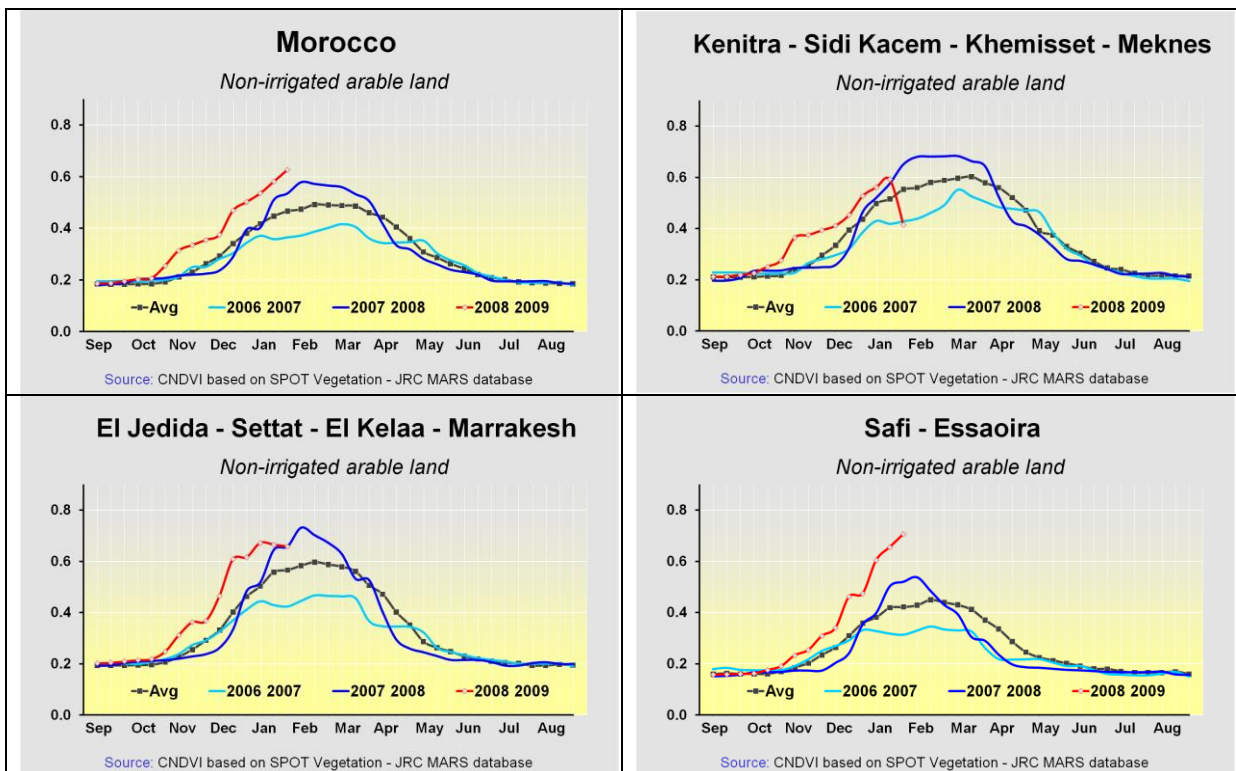 Morocco
Non-irrigated arable land
0.8
0.6
0.4
0.2
0.0
Avg 2006 2007 2007 2008 2008 2009
Sep Oct Nov Dec Jan Feb Mar Apr May Jun Jul Aug
Source: CNDVI based on SPOT Vegetation - JRC MARS database
Kenitra - Sidi Kacem - Khemisset - Meknes
Non-irrigated arable land
0.8
0.6
0.4
0.2
0.0
Avg 2006 2007 2007 2008 2008 2009
Sep Oct Nov Dec Jan Feb Mar Apr May Jun Jul Aug
Source: CNDVI based on SPOT Vegetation - JRC MARS database
El Jedida - Settat - El Kelaa - Marrakesh
Non-irrigated arable land
0.8
0.6
0.4
0.2
0.0
Avg 2006 2007 2007 2008 2008 2009
Sep Oct Nov Dec Jan Feb Mar Apr May Jun Jul Aug
Source: CNDVI based on SPOT Vegetation - JRC MARS database
Safi - Essaoira
Non-irrigated arable land
0.8
0.6
0.4
0.2
0.0
Avg 2006 2007 2007 2008 2008 2009
Sep Oct Nov Dec Jan Feb Mar Apr May Jun Jul Aug
Source: CNDVI based on SPOT Vegetation - JRC MARS database